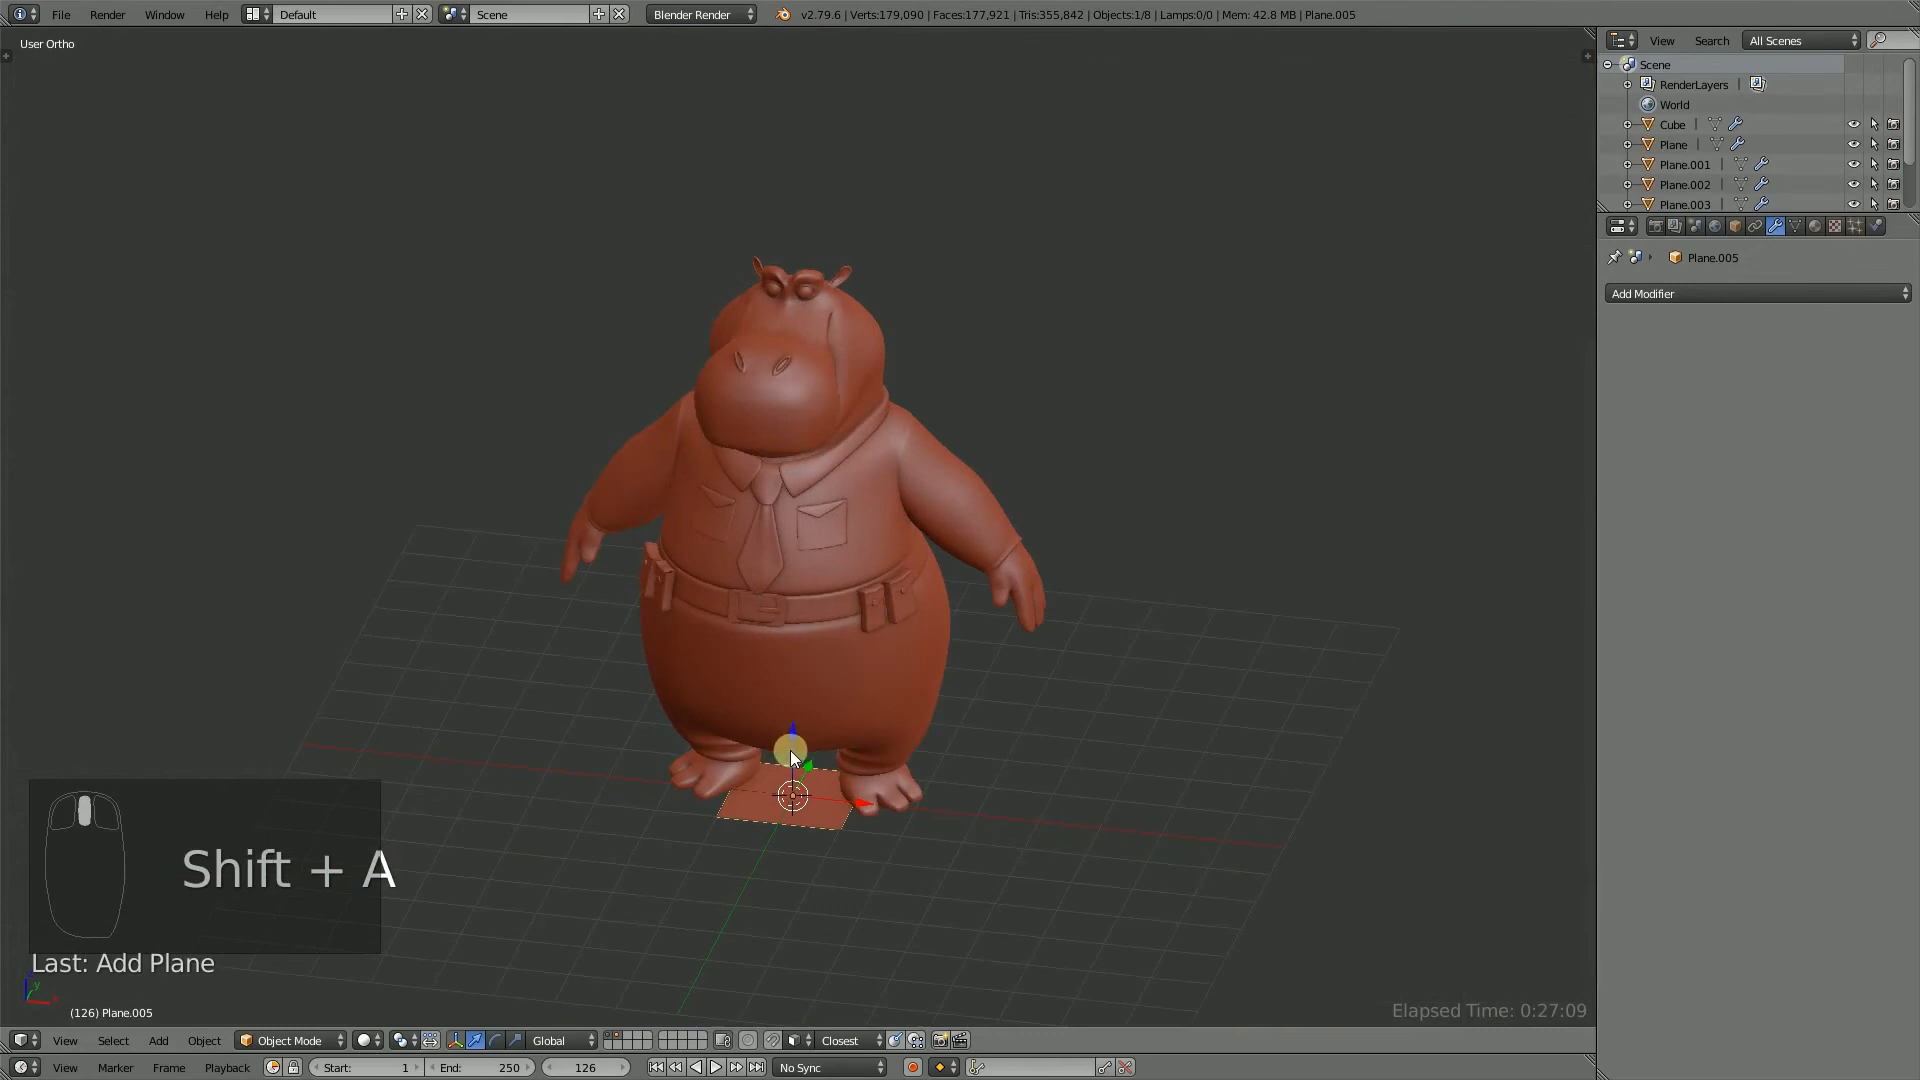 File Render Window Help Default Scene Blender Render v2.79.6 | Verts:179,090 | Faces:177,921 | Tris:355,842 | Objects:1/8 | Lamps:0/0 | Mem: 42.8 MB | Plane.005
User Ortho
View Search All Scenes
Scene
RenderLayers |
World
Cube |
Plane |
Plane.001 |
Plane.002 |
Plane.003 |
Plane.005
Add Modifier
Shift + A
Last: Add Plane
(126) Plane.005
Elapsed Time: 0:27:09
View Select Add Object Object Mode Global Closest
View Marker Frame Playback Start: 1 End: 250 126 No Sync